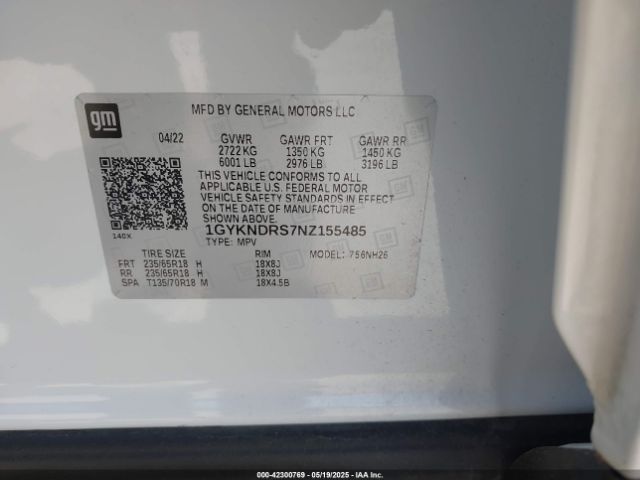 gm
MFD BY GENERAL MOTORS LLC
04/22 GVWR GAWR FRT GAWR RR
2722 KG 1350 KG 1450 KG
6001 LB 2976 LB 3196 LB
THIS VEHICLE CONFORMS TO ALL
APPLICABLE U.S. FEDERAL MOTOR
VEHICLE SAFETY STANDARDS IN EFFECT
ON THE DATE OF MANUFACTURE
SHOWN ABOVE.
1GYKNDRS7NZ155485
140X
TYPE: MPV
TIRE SIZE RIM MODEL: 756NH26
FRT 235/65R18 H 18X8J
RR 235/65R18 H 18X8J
SPA T135/70R18 M 18X4.5B
000-42300769 - 05/19/2025 - IAAI.COM